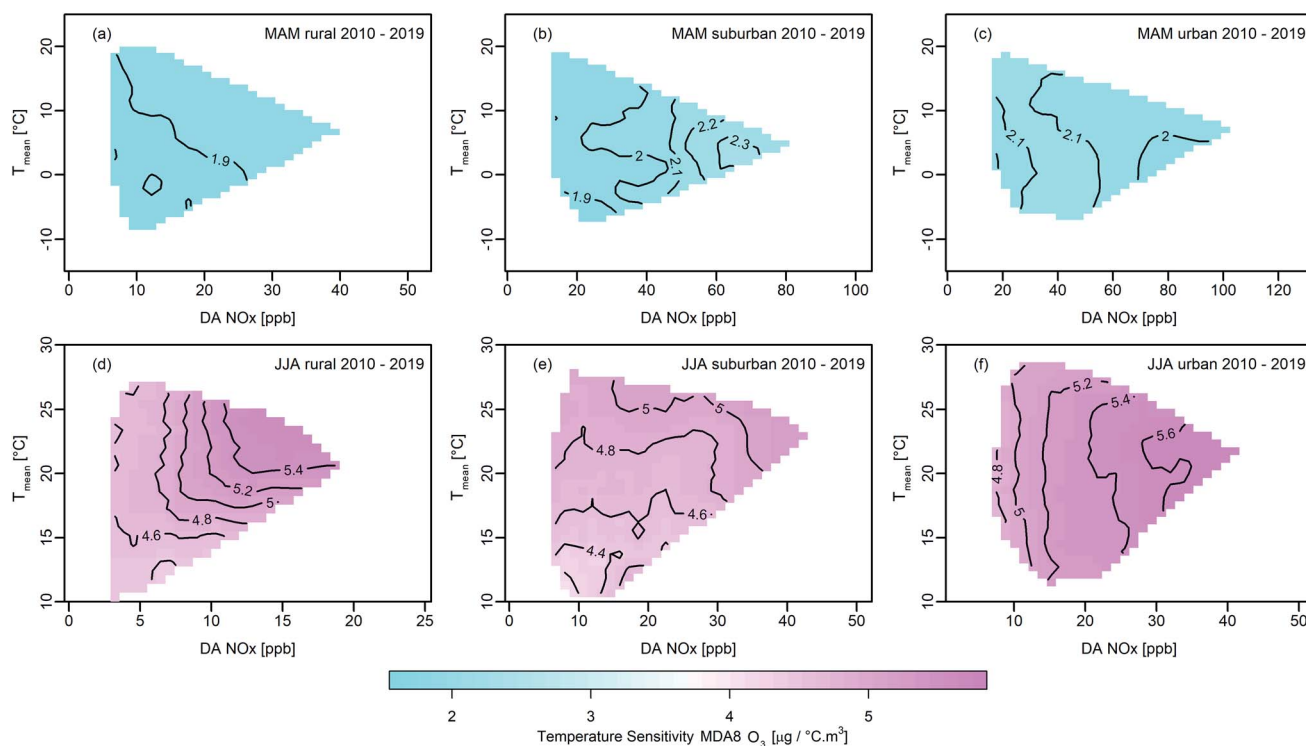 (a) MAM rural 2010 - 2019
(b) MAM suburban 2010 - 2019
(c) MAM urban 2010 - 2019
20
10
0
-10
Tmean [°C]
1.9
0 10 20 30 40 50
DA NOx [ppb]
20
10
0
-10
Tmean [°C]
1.9
2
2.1
2.2
2.3
20 40 60 80 100
DA NOx [ppb]
20
10
0
-10
Tmean [°C]
2.1
2.1
2
20 40 60 80 100 120
DA NOx [ppb]
(d) JJA rural 2010 - 2019
(e) JJA suburban 2010 - 2019
(f) JJA urban 2010 - 2019
30
25
20
15
10
Tmean [°C]
5.4
5.2
5
4.8
4.6
0 5 10 15 20 25
DA NOx [ppb]
30
25
20
15
10
Tmean [°C]
5
5
4.8
4.6
4.4
0 10 20 30 40 50
DA NOx [ppb]
30
25
20
15
10
Tmean [°C]
4.8
5
5.2
5.4
5.6
10 20 30 40 50
DA NOx [ppb]
2 3 4 5
Temperature Sensitivity MDA8 O3 [μg / °C.m³]